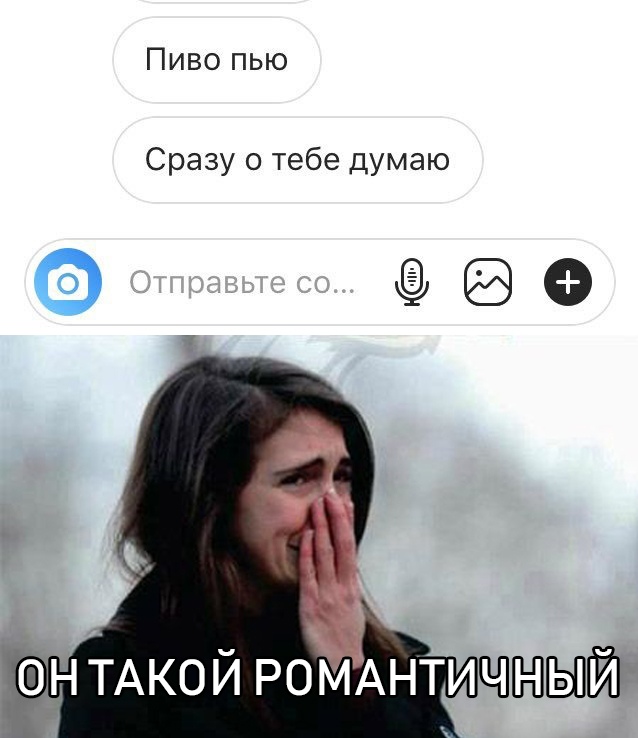 Пиво пью
Сразу о тебе думаю
Отправьте со...
ОН ТАКОЙ РОМАНТИЧНЫЙ